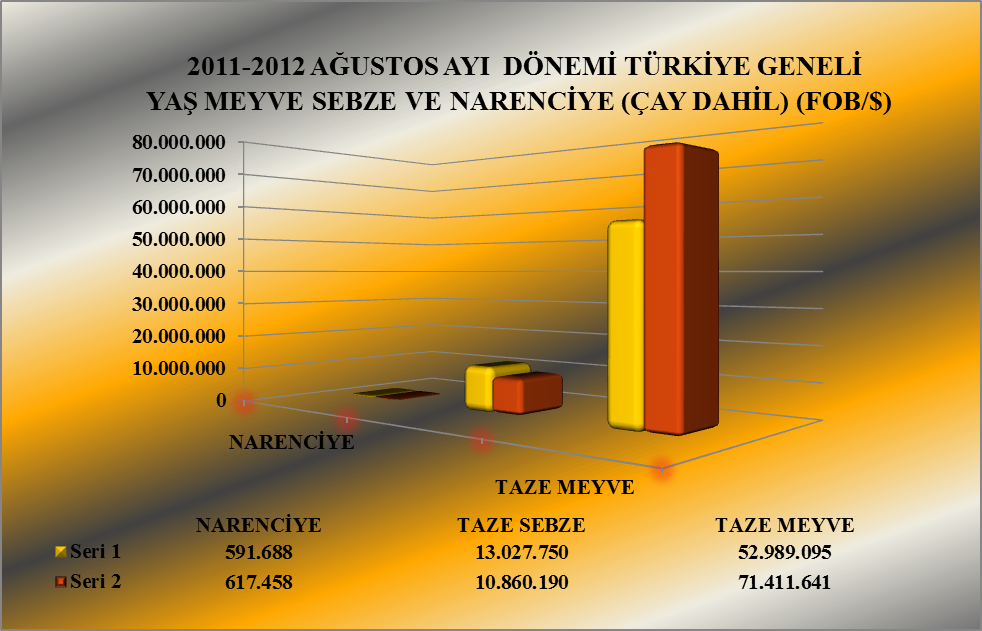 2011-2012 AĞUSTOS AYI DÖNEMİ TÜRKİYE GENELİ
YAŞ MEYVE SEBZE VE NARENCİYE (ÇAY DAHİL) (FOB/$)
80.000.000
70.000.000
60.000.000
50.000.000
40.000.000
30.000.000
20.000.000
10.000.000
0
NARENCİYE
TAZE MEYVE
NARENCİYE TAZE SEBZE TAZE MEYVE
Seri 1 591.688 13.027.750 52.989.095
Seri 2 617.458 10.860.190 71.411.641